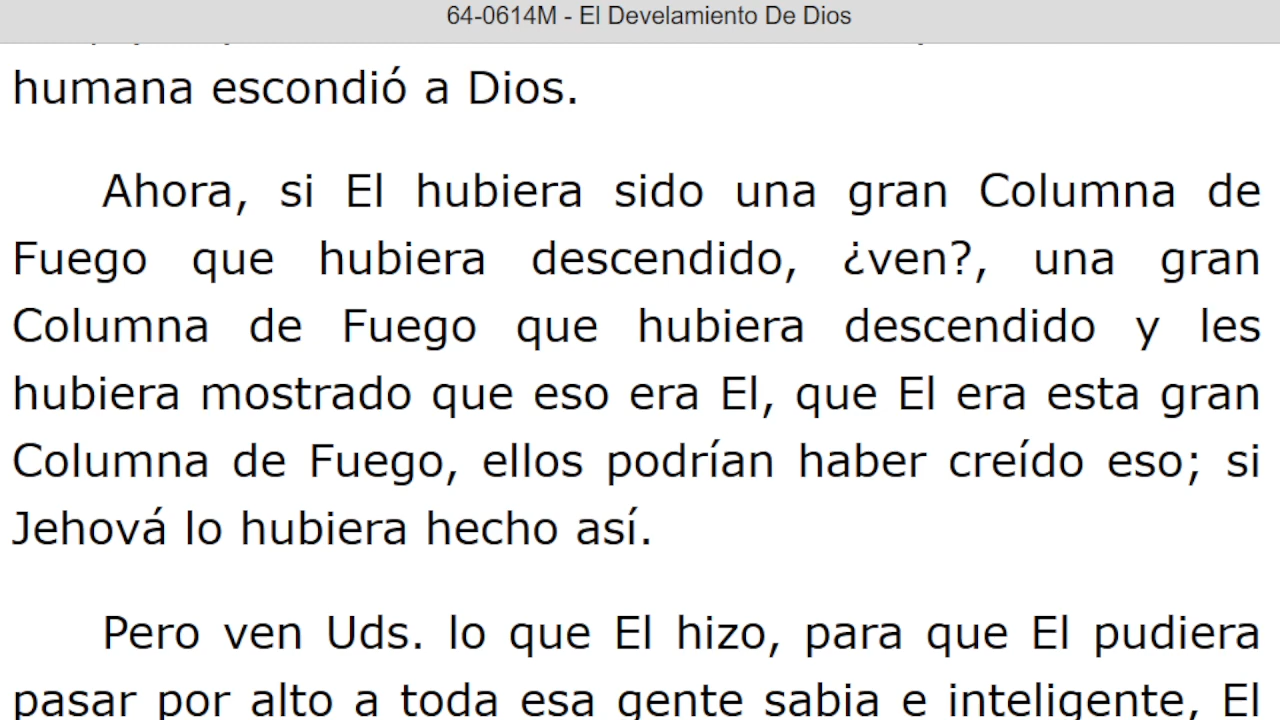 64-0614M - El Develamiento De Dios
humana escondió a Dios.
Ahora, si El hubiera sido una gran Columna de
Fuego que hubiera descendido, ¿ven?, una gran
Columna de Fuego que hubiera descendido y les
hubiera mostrado que eso era El, que El era esta gran
Columna de Fuego, ellos podrían haber creído eso; si
Jehová lo hubiera hecho así.
Pero ven Uds. lo que El hizo, para que El pudiera
pasar por alto a toda esa gente sabia e inteligente, El